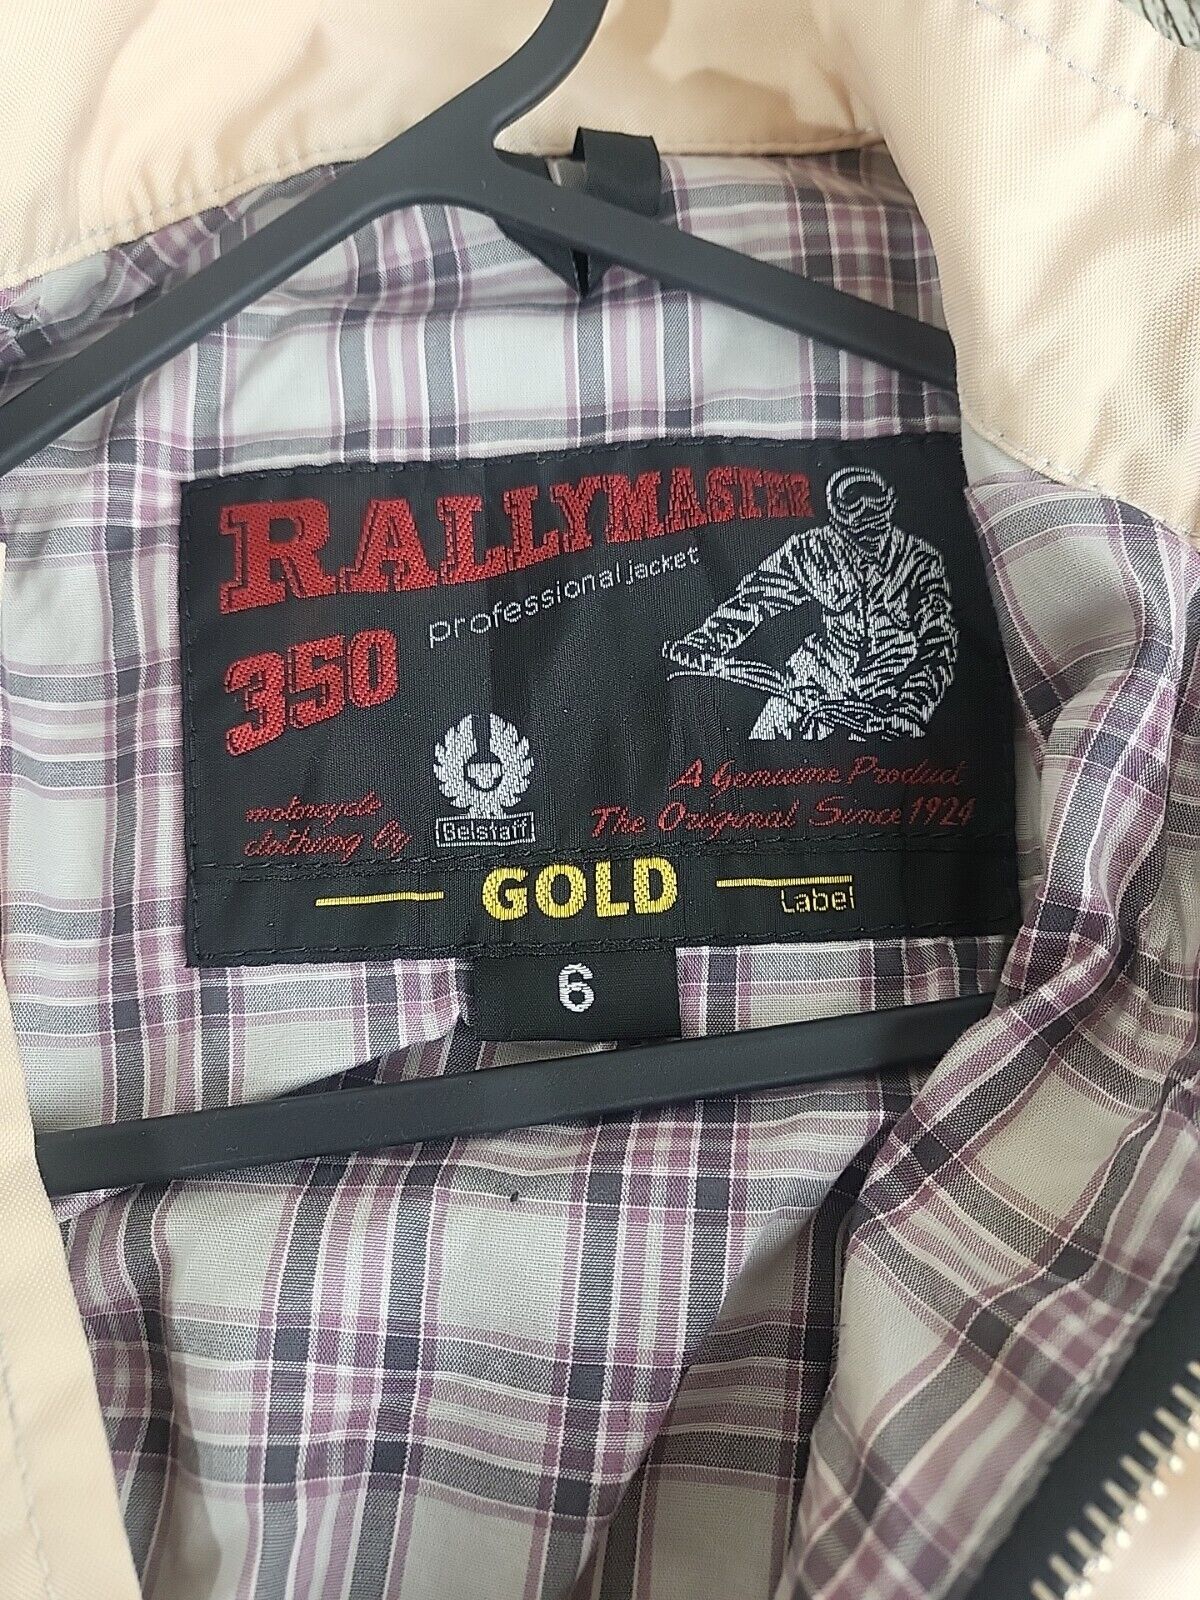 RALLYMASTER
professional jacket
350
A Genuine Product
motorcycle
The Original Since 1924
clothing by
Belstaff
GOLD
Label
6